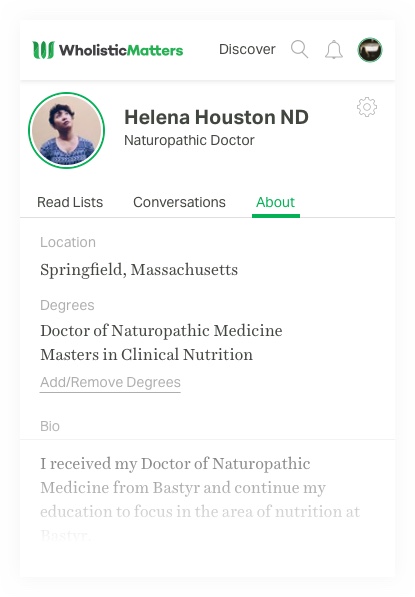 WholisticMatters Discover
Helena Houston ND
Naturopathic Doctor
Read Lists Conversations About
Location
Springfield, Massachusetts
Degrees
Doctor of Naturopathic Medicine
Masters in Clinical Nutrition
Add/Remove Degrees
Bio
I received my Doctor of Naturopathic
Medicine from Bastyr and continue my
education to focus in the area of nutrition at
Bastyr